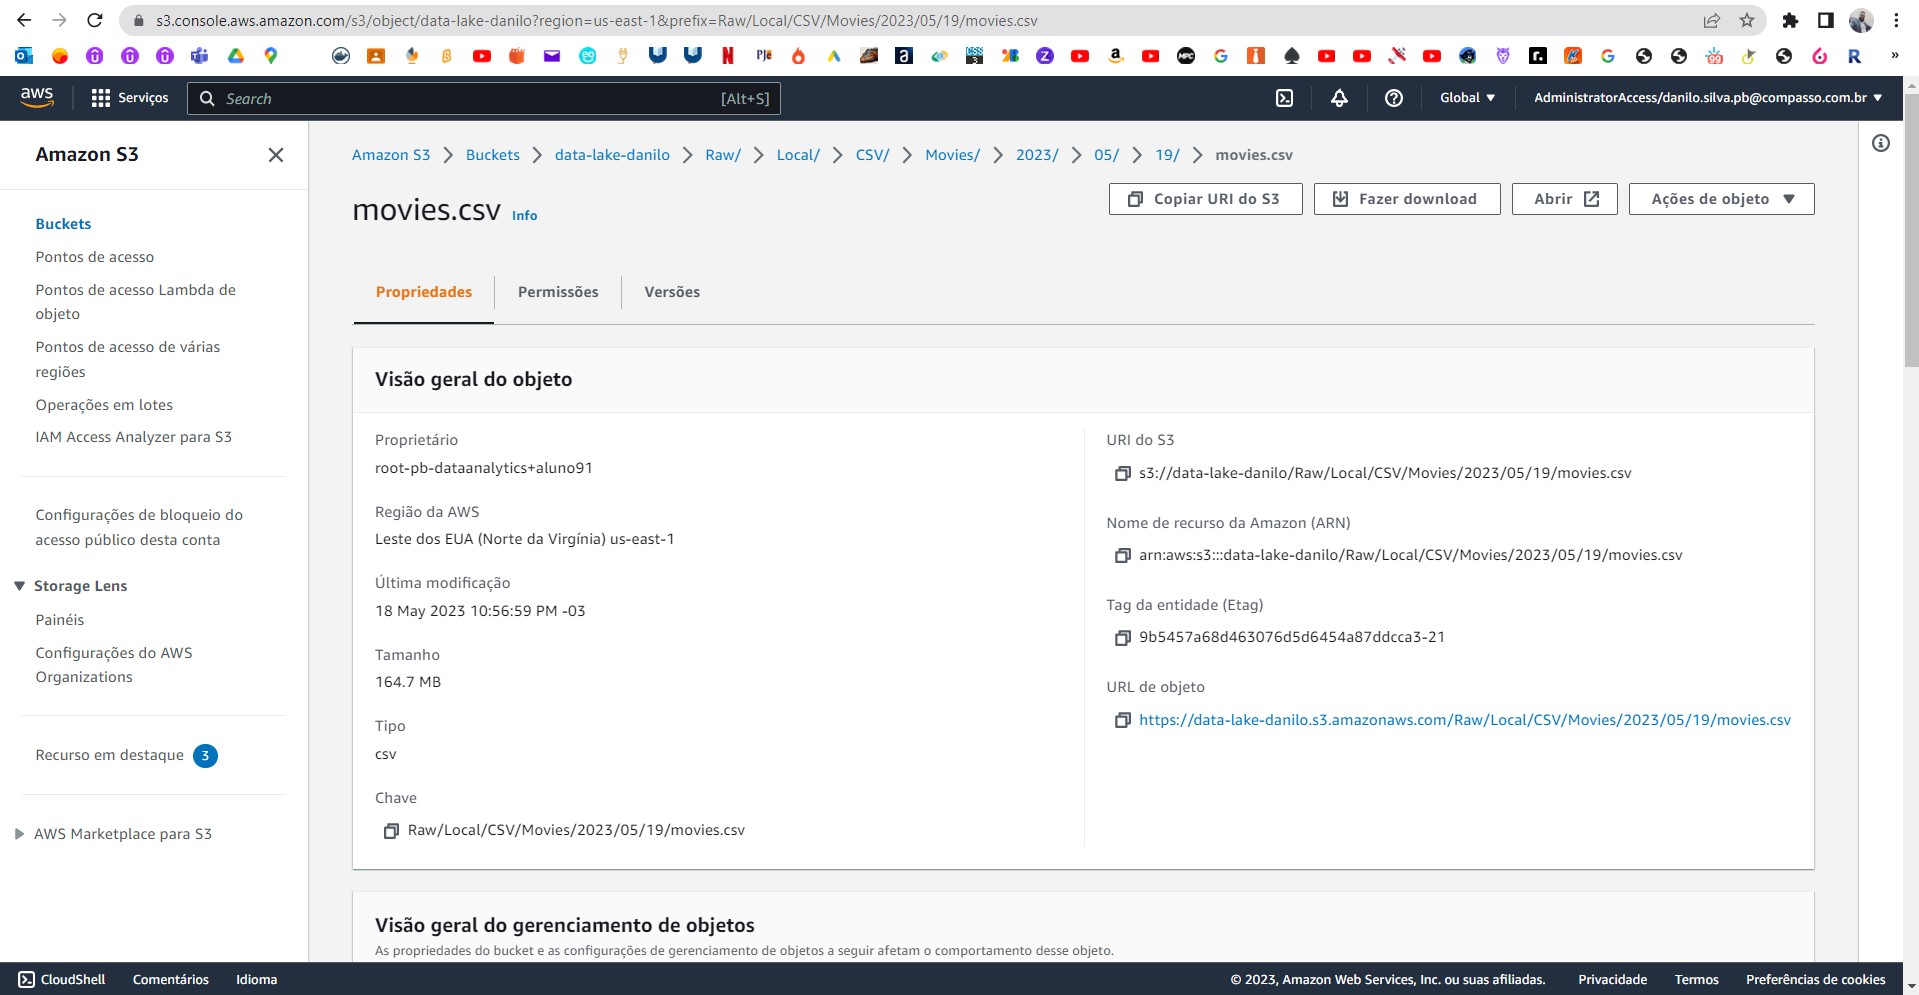 s3.console.aws.amazon.com/s3/object/data-lake-danilo?region=us-east-1&prefix=Raw/Local/CSV/Movies/2023/05/19/movies.csv
aws
Serviços
Search
[Alt+S]
Global
AdministratorAccess/danilo.silva.pb@compasso.com.br
Amazon S3
Buckets
Pontos de acesso
Pontos de acesso Lambda de
objeto
Pontos de acesso de várias
regiões
Operações em lotes
IAM Access Analyzer para S3
Configurações de bloqueio do
acesso público desta conta
Storage Lens
Painéis
Configurações do AWS
Organizations
Recurso em destaque 3
AWS Marketplace para S3
Amazon S3 Buckets data-lake-danilo Raw/ Local/ CSV/ Movies/ 2023/ 05/ 19/ movies.csv
movies.csv Info
Copiar URI do S3
Fazer download
Abrir
Ações de objeto
Propriedades
Permissões
Versões
Visão geral do objeto
Proprietário
root-pb-dataanalytics+aluno91
Região da AWS
Leste dos EUA (Norte da Virgínia) us-east-1
Última modificação
18 May 2023 10:56:59 PM -03
Tamanho
164.7 MB
Tipo
csv
Chave
Raw/Local/CSV/Movies/2023/05/19/movies.csv
URI do S3
s3://data-lake-danilo/Raw/Local/CSV/Movies/2023/05/19/movies.csv
Nome de recurso da Amazon (ARN)
arn:aws:s3:::data-lake-danilo/Raw/Local/CSV/Movies/2023/05/19/movies.csv
Tag da entidade (Etag)
9b5457a68d463076d5d6454a87ddcca3-21
URL de objeto
https://data-lake-danilo.s3.amazonaws.com/Raw/Local/CSV/Movies/2023/05/19/movies.csv
Visão geral do gerenciamento de objetos
As propriedades do bucket e as configurações de gerenciamento de objetos a seguir afetam o comportamento desse objeto.
CloudShell
Comentários
Idioma
© 2023, Amazon Web Services, Inc. ou suas afiliadas.
Privacidade
Termos
Preferências de cookies